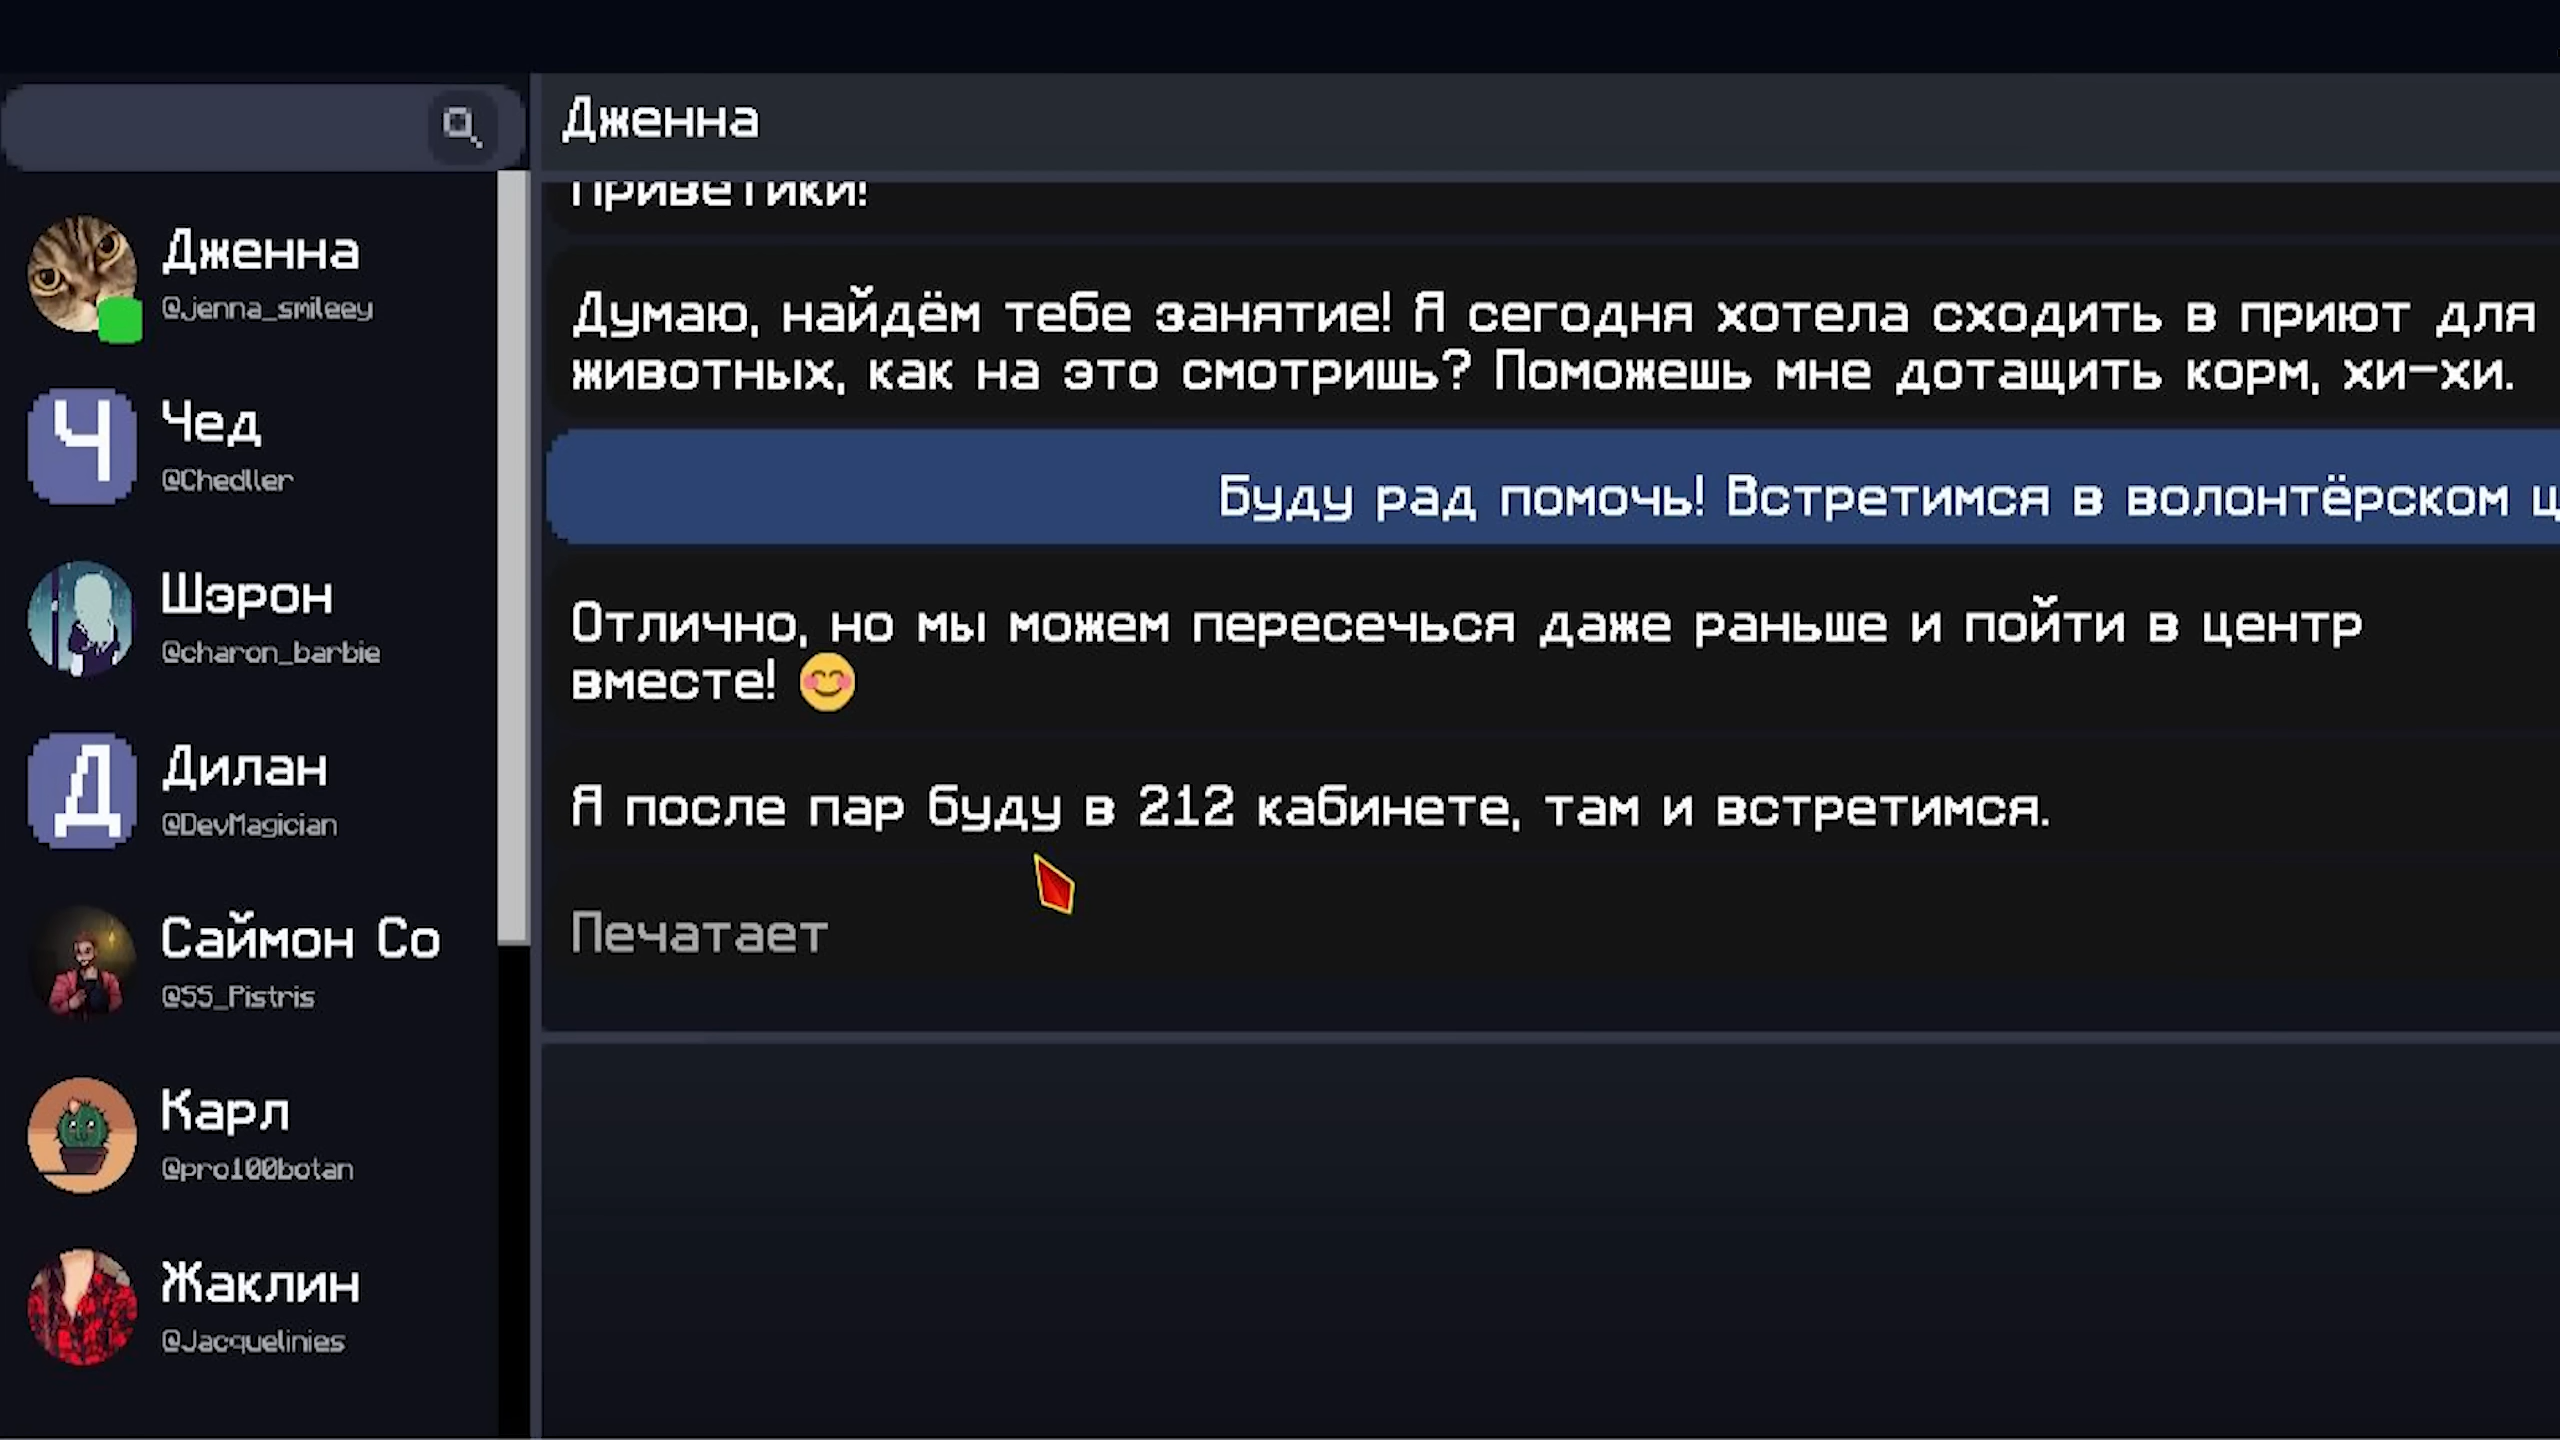 Дженна
Дженна
@jenna_smileey
Чед
@Chedller
Шэрон
@charon_barbie
Дилан
@DevMagician
Саймон Со
@SS_Pistris
Карл
@pro100botan
Жаклин
@Jacquelinies
Приветики!
Думаю, найдём тебе занятие! Я сегодня хотела сходить в приют для
животных, как на это смотришь? Поможешь мне дотащить корм, хи-хи.
Буду рад помочь! Встретимся в волонтёрском
Отлично, но мы можем пересечься даже раньше и пойти в центр
вместе! 😊
Я после пар буду в 212 кабинете, там и встретимся.
Печатает
Ч
Д